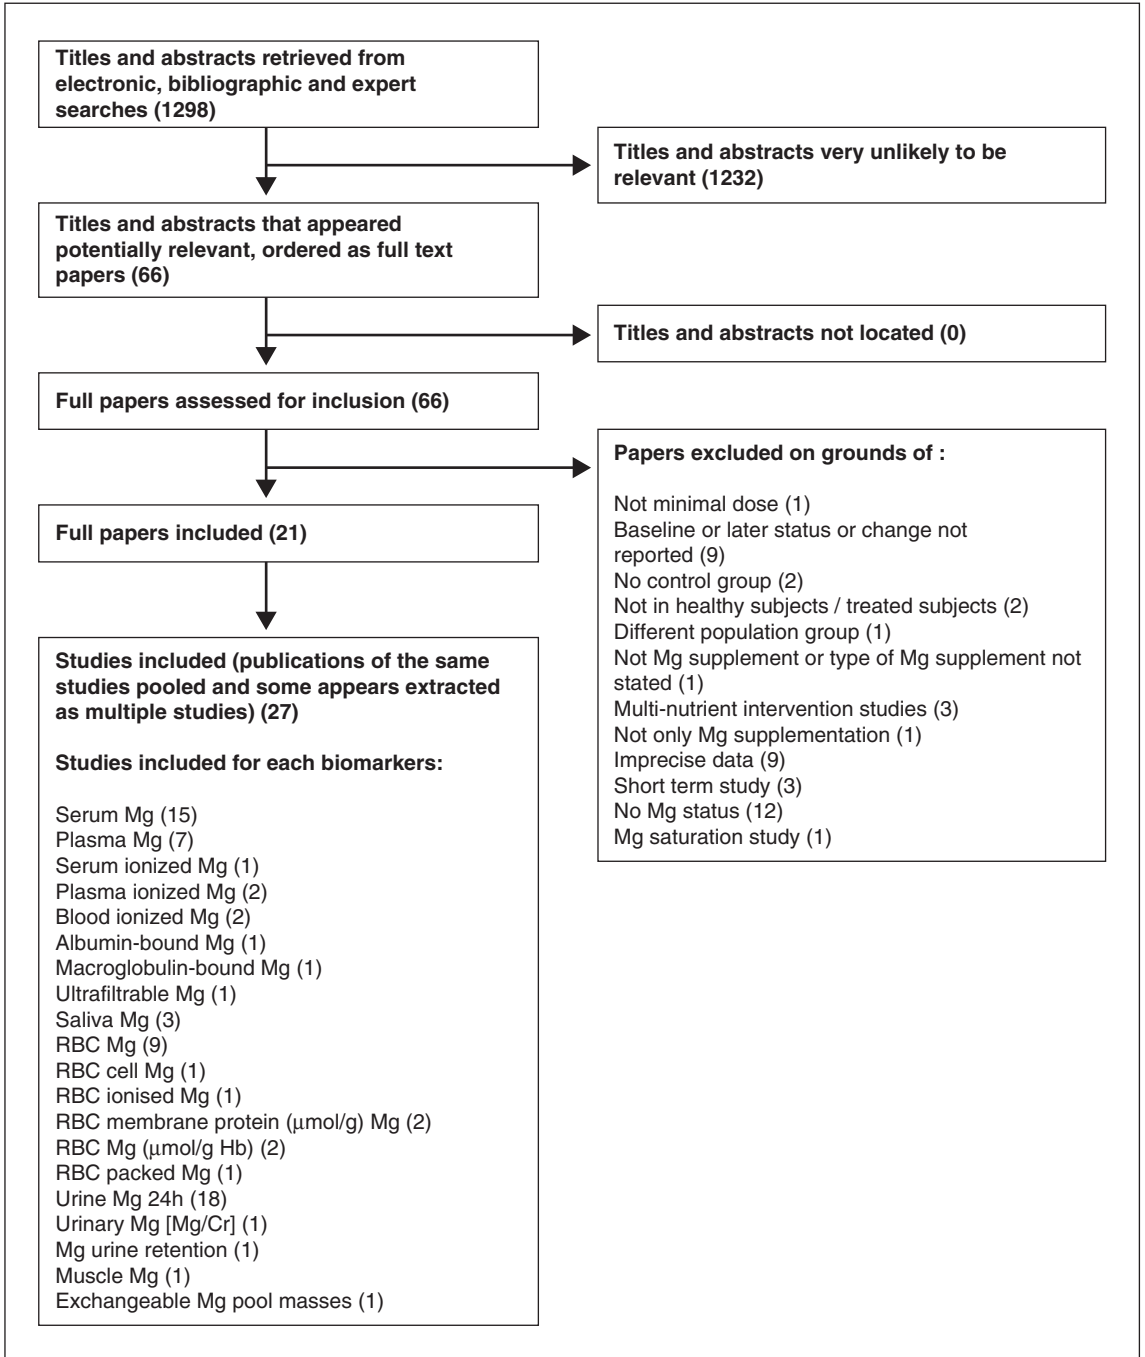 Titles and abstracts retrieved from
electronic, bibliographic and expert
searches (1298)
Titles and abstracts very unlikely to be
relevant (1232)
Titles and abstracts that appeared
potentially relevant, ordered as full text
papers (66)
Titles and abstracts not located (0)
Full papers assessed for inclusion (66)
Papers excluded on grounds of :
Not minimal dose (1)
Baseline or later status or change not
reported (9)
No control group (2)
Not in healthy subjects / treated subjects (2)
Different population group (1)
Not Mg supplement or type of Mg supplement not
stated (1)
Multi-nutrient intervention studies (3)
Not only Mg supplementation (1)
Imprecise data (9)
Short term study (3)
No Mg status (12)
Mg saturation study (1)
Full papers included (21)
Studies included (publications of the same
studies pooled and some appears extracted
as multiple studies) (27)
Studies included for each biomarkers:
Serum Mg (15)
Plasma Mg (7)
Serum ionized Mg (1)
Plasma ionized Mg (2)
Blood ionized Mg (2)
Albumin-bound Mg (1)
Macroglobulin-bound Mg (1)
Ultrafiltrable Mg (1)
Saliva Mg (3)
RBC Mg (9)
RBC cell Mg (1)
RBC ionised Mg (1)
RBC membrane protein (μmol/g) Mg (2)
RBC Mg (μmol/g Hb) (2)
RBC packed Mg (1)
Urine Mg 24h (18)
Urinary Mg [Mg/Cr] (1)
Mg urine retention (1)
Muscle Mg (1)
Exchangeable Mg pool masses (1)